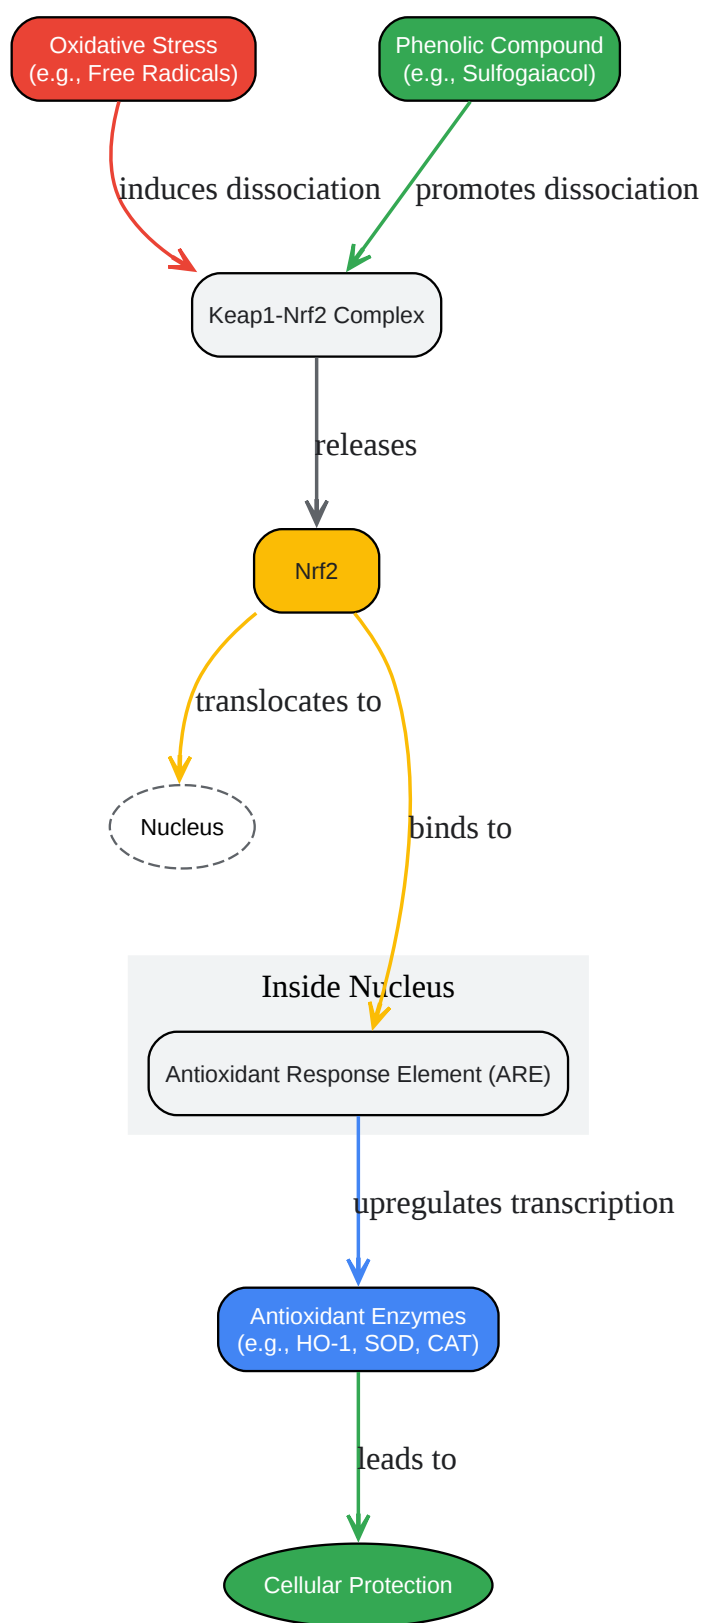 Oxidative Stress
(e.g., Free Radicals)
Phenolic Compound
(e.g., Sulfogaiacol)
induces dissociation
promotes dissociation
Keap1-Nrf2 Complex
releases
Nrf2
translocates to
Nucleus
binds to
Inside Nucleus
Antioxidant Response Element (ARE)
upregulates transcription
Antioxidant Enzymes
(e.g., HO-1, SOD, CAT)
leads to
Cellular Protection